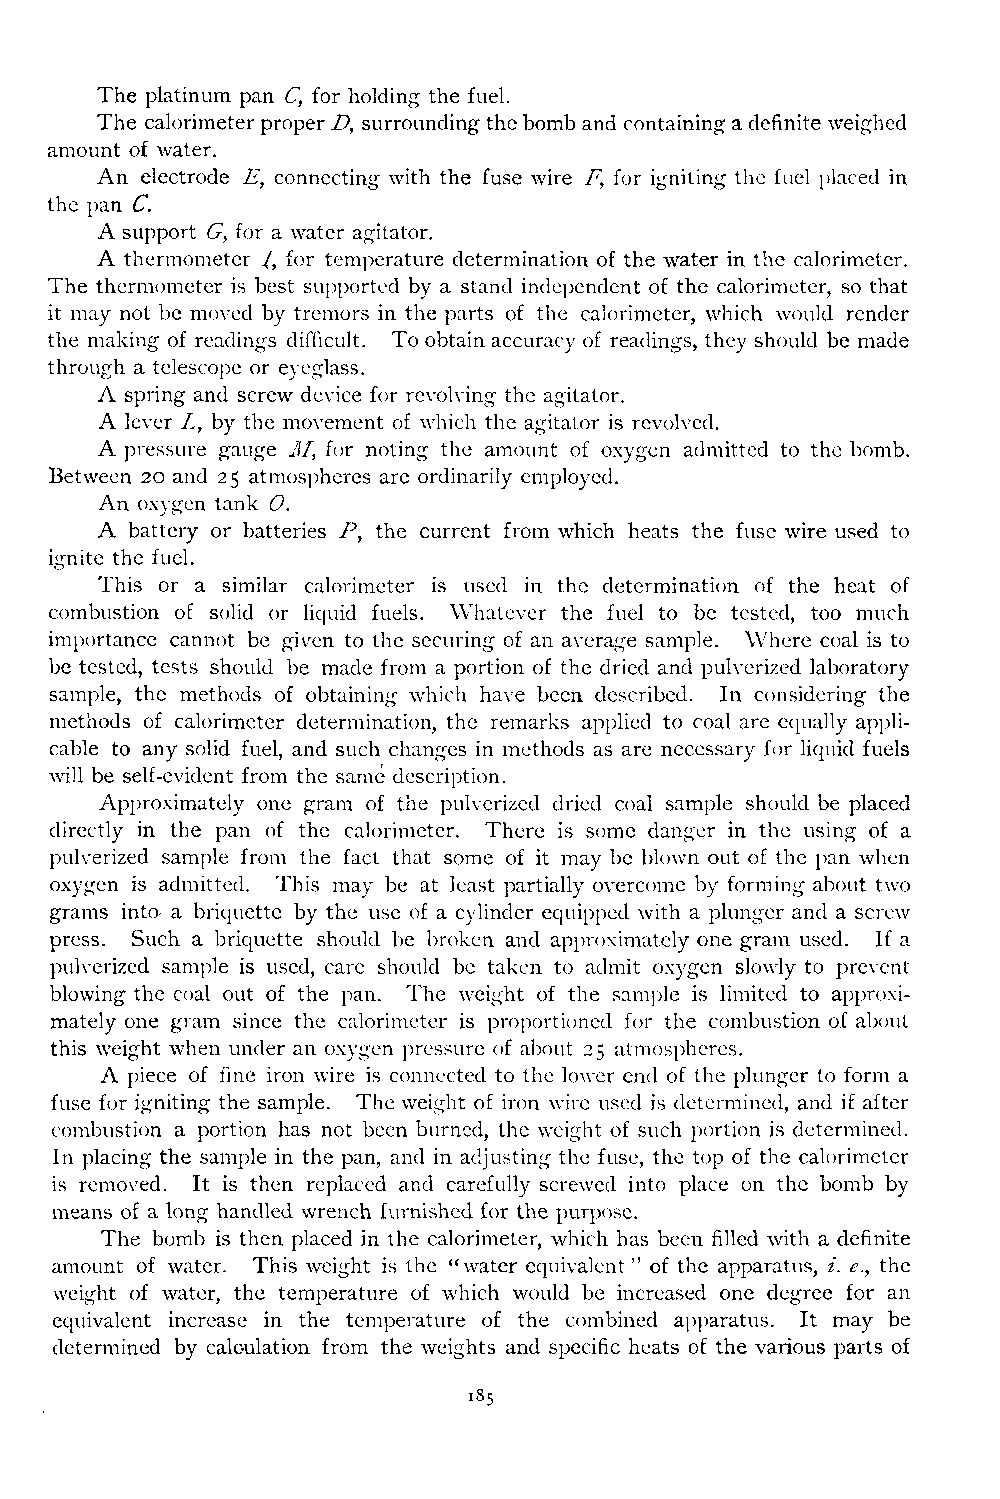 The platinum pan C, for holding the fuel.
The calorimeter proper D, surrounding the bomb and containing a definite weighed
amount of water.
An electrode E, connecting with the fuse wire F, for igniting the fuel placed in
the pan C.
A support G, for a water agitator.
A thermometer I, for temperature determination of the water in the calorimeter.
The thermometer is best supported by a stand independent of the calorimeter, so that
it may not be moved by tremors in the parts of the calorimeter, which would render
the making of readings difficult. To obtain accuracy of readings, they should be made
through a telescope or eyeglass.
A spring and screw device for revolving the agitator.
A lever L, by the movement of which the agitator is revolved.
A pressure gauge M, for noting the amount of oxygen admitted to the bomb.
Between 20 and 25 atmospheres are ordinarily employed.
An oxygen tank O.
A battery or batteries P, the current from which heats the fuse wire used to
ignite the fuel.
This or a similar calorimeter is used in the determination of the heat of
combustion of solid or liquid fuels. Whatever the fuel to be tested, too much
importance cannot be given to the securing of an average sample. Where coal is to
be tested, tests should be made from a portion of the dried and pulverized laboratory
sample, the methods of obtaining which have been described. In considering the
methods of calorimeter determination, the remarks applied to coal are equally appli-
cable to any solid fuel, and such changes in methods as are necessary for liquid fuels
will be self-evident from the same description.
Approximately one gram of the pulverized dried coal sample should be placed
directly in the pan of the calorimeter. There is some danger in the using of a
pulverized sample from the fact that some of it may be blown out of the pan when
oxygen is admitted. This may be at least partially overcome by forming about two
grams into a briquette by the use of a cylinder equipped with a plunger and a screw
press. Such a briquette should be broken and approximately one gram used. If a
pulverized sample is used, care should be taken to admit oxygen slowly to prevent
blowing the coal out of the pan. The weight of the sample is limited to approxi-
mately one gram since the calorimeter is proportioned for the combustion of about
this weight when under an oxygen pressure of about 25 atmospheres.
A piece of fine iron wire is connected to the lower end of the plunger to form a
fuse for igniting the sample. The weight of iron wire used is determined, and if after
combustion a portion has not been burned, the weight of such portion is determined.
In placing the sample in the pan, and in adjusting the fuse, the top of the calorimeter
is removed. It is then replaced and carefully screwed into place on the bomb by
means of a long handled wrench furnished for the purpose.
The bomb is then placed in the calorimeter, which has been filled with a definite
amount of water. This weight is the "water equivalent" of the apparatus, i. e., the
weight of water, the temperature of which would be increased one degree for an
equivalent increase in the temperature of the combined apparatus. It may be
determined by calculation from the weights and specific heats of the various parts of
185